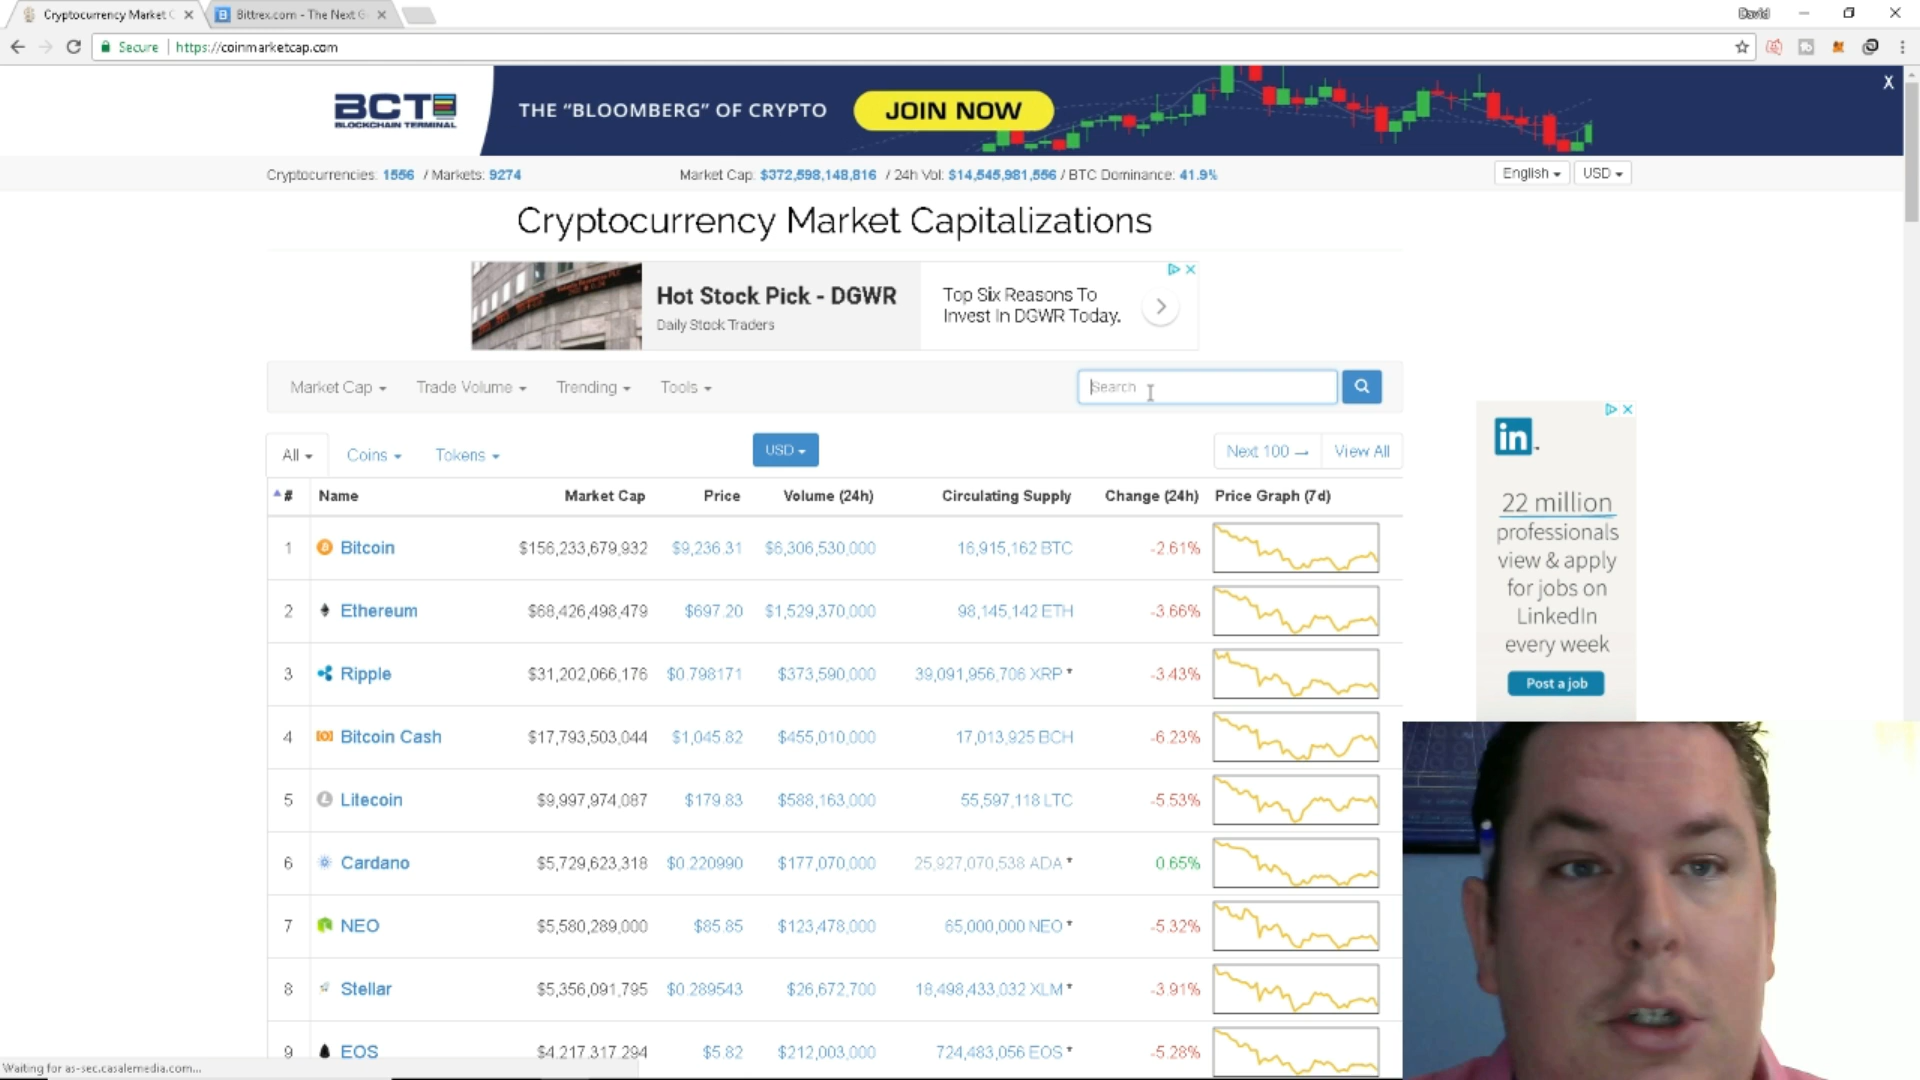 Cryptocurrency Market C
Bittrex.com - The Next G
David
Secure | https://coinmarketcap.com
BCT
BLOCKCHAIN TERMINAL
THE “BLOOMBERG” OF CRYPTO
JOIN NOW
X
Cryptocurrencies: 1556 / Markets: 9274
Market Cap: $372,598,148,816 / 24h Vol: $14,545,981,556 / BTC Dominance: 41.9%
English
USD
Cryptocurrency Market Capitalizations
Hot Stock Pick - DGWR
Daily Stock Traders
Top Six Reasons To
Invest In DGWR Today.
Market Cap
Trade Volume
Trending
Tools
Search
All
Coins
Tokens
USD
Next 100 →
View All
# Name Market Cap Price Volume (24h) Circulating Supply Change (24h) Price Graph (7d)
1 Bitcoin $156,233,679,932 $9,236.31 $6,306,530,000 16,915,162 BTC -2.61%
2 Ethereum $68,426,498,479 $697.20 $1,529,370,000 98,145,142 ETH -3.66%
3 Ripple $31,202,066,176 $0.798171 $373,590,000 39,091,956,706 XRP * -3.43%
4 Bitcoin Cash $17,793,503,044 $1,045.82 $455,010,000 17,013,925 BCH -6.23%
5 Litecoin $9,997,974,087 $179.83 $588,163,000 55,597,118 LTC -5.53%
6 Cardano $5,729,623,318 $0.220990 $177,070,000 25,927,070,538 ADA * 0.65%
7 NEO $5,580,289,000 $85.85 $123,478,000 65,000,000 NEO * -5.32%
8 Stellar $5,356,091,795 $0.289543 $26,672,700 18,498,433,032 XLM * -3.91%
9 EOS $4,217,317,294 $5.82 $212,003,000 724,483,056 EOS * -5.28%
in
22 million
professionals
view & apply
for jobs on
LinkedIn
every week
Post a job
Waiting for as-sec.casalemedia.com...